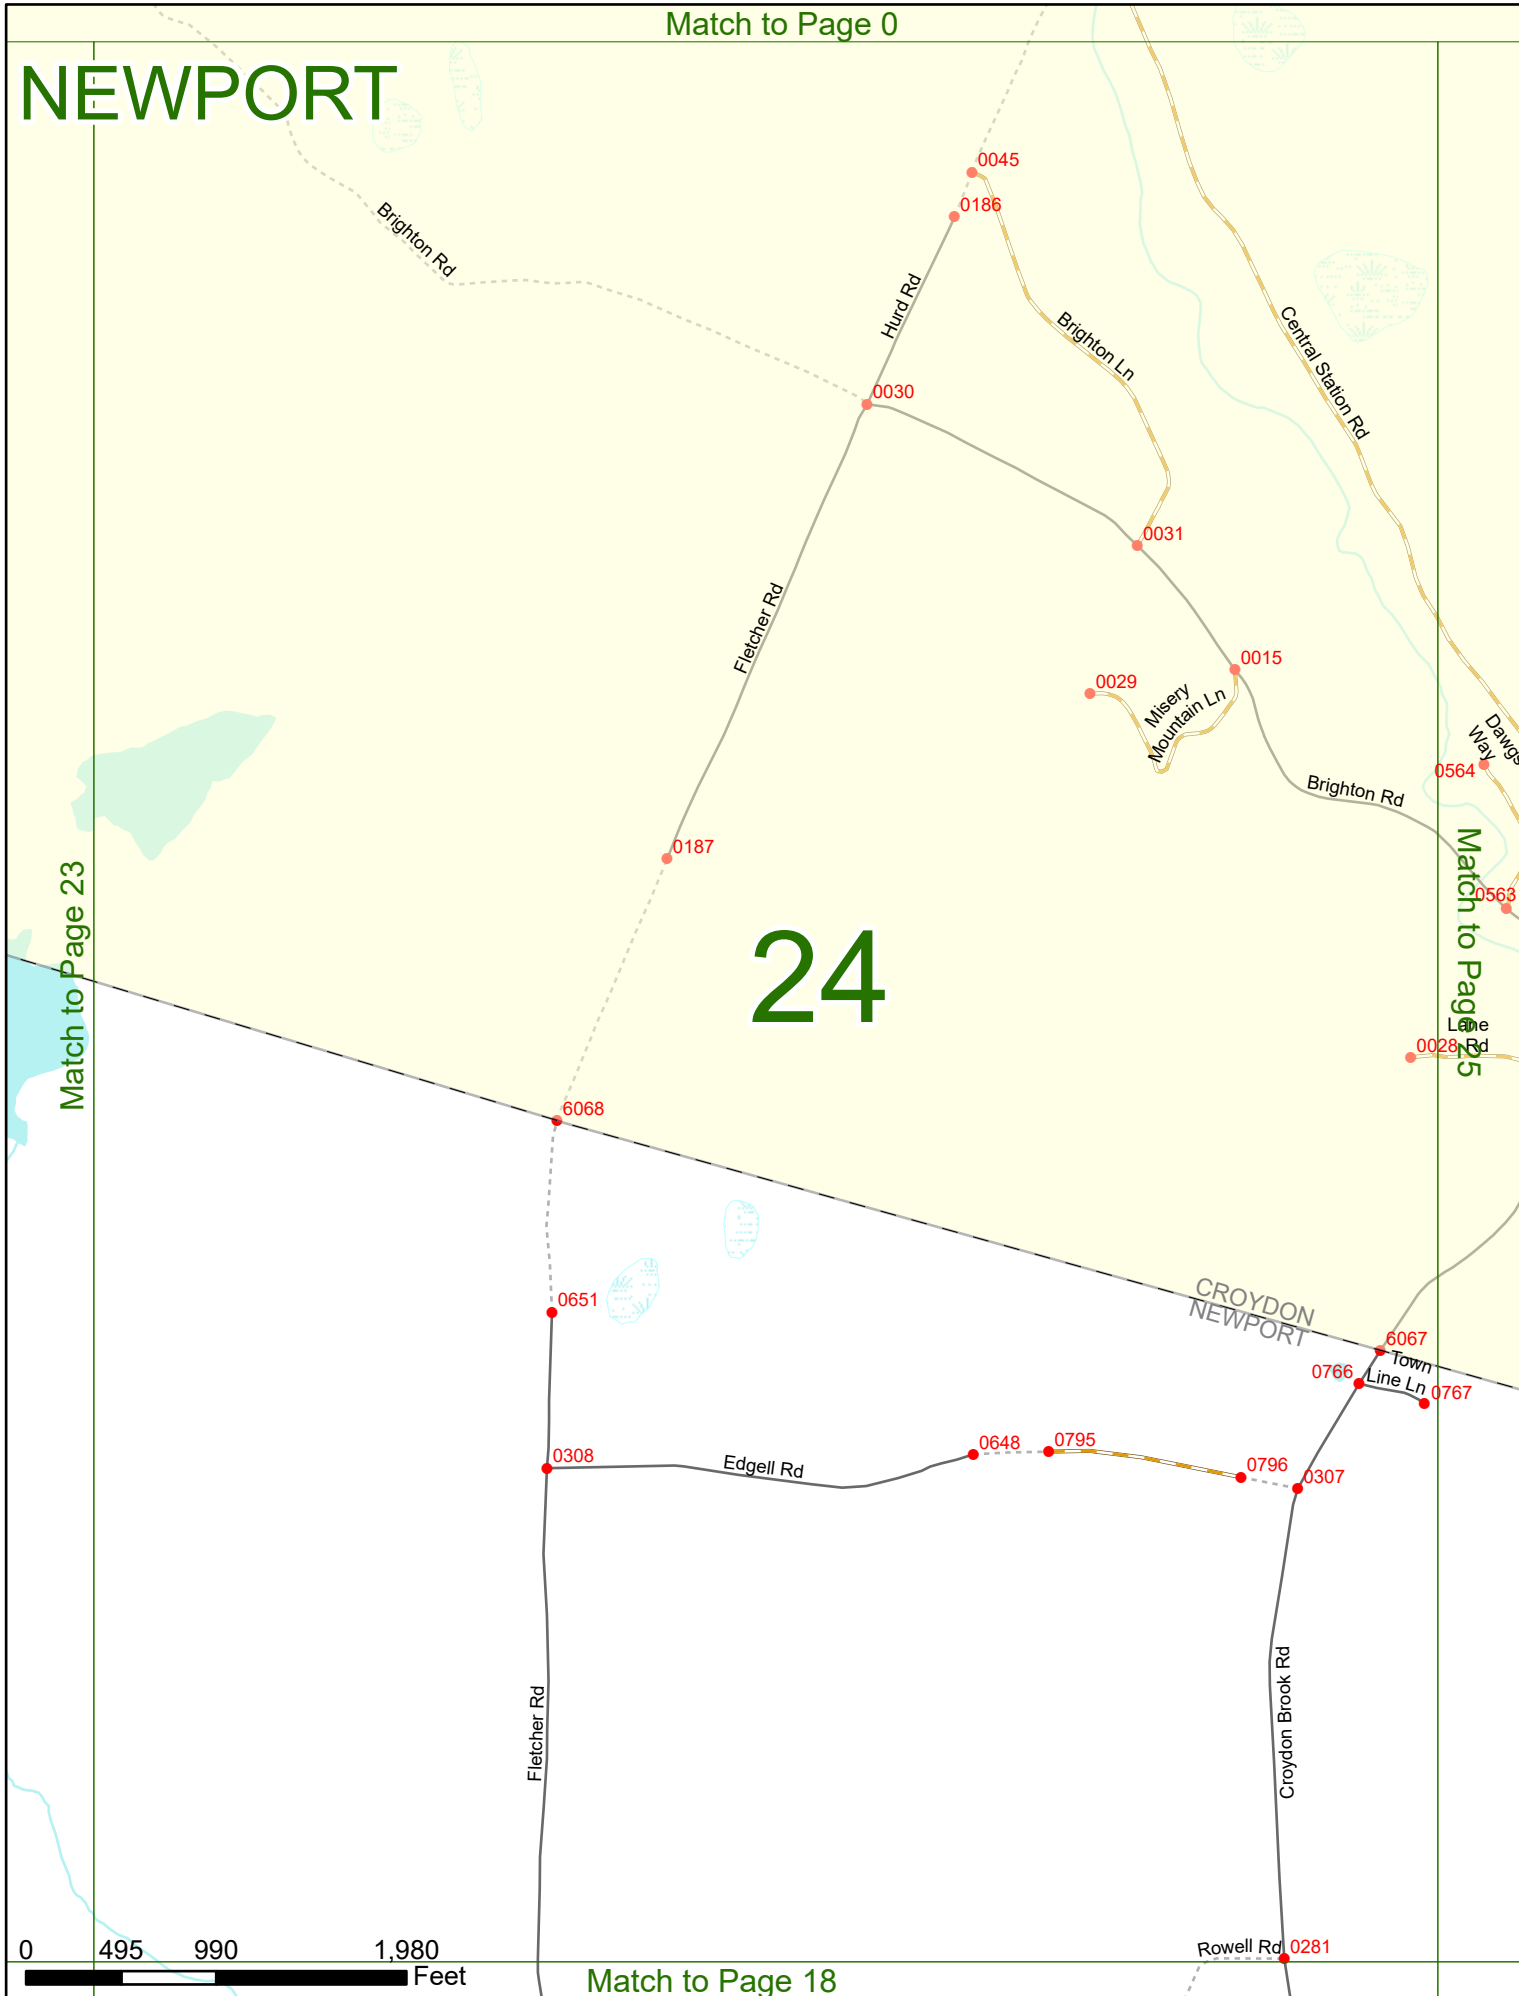 Match to Page 0
NEWPORT
0045
0186
Brighton Rd
Hurd Rd
Brighton Ln
Central Station Rd
0030
0031
Fletcher Rd
0015
0029
Misery
Mountain Ln
Dawgs
Way
0564
Brighton Rd
0187
0563
Match to Page 23
Match to Page 25
24
Lane
Rd
0028
6068
CROYDON
NEWPORT
0651
6067
Town
Line Ln
0766
0767
0308
Edgell Rd
0648
0795
0796
0307
Fletcher Rd
Croydon Brook Rd
Rowell Rd
0281
0 495 990 1,980
Feet
Match to Page 18